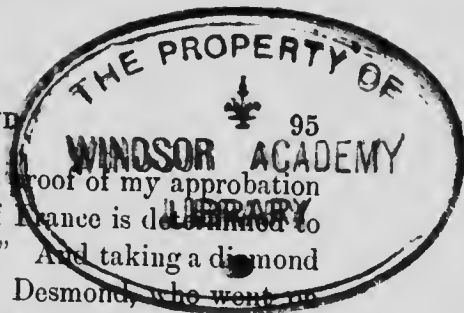 THE PROPERTY OF
95
WINDSOR ACADEMY
LIBRARY
proof of my approbation
France is determined to
And taking a diamond
Desmond, who went on